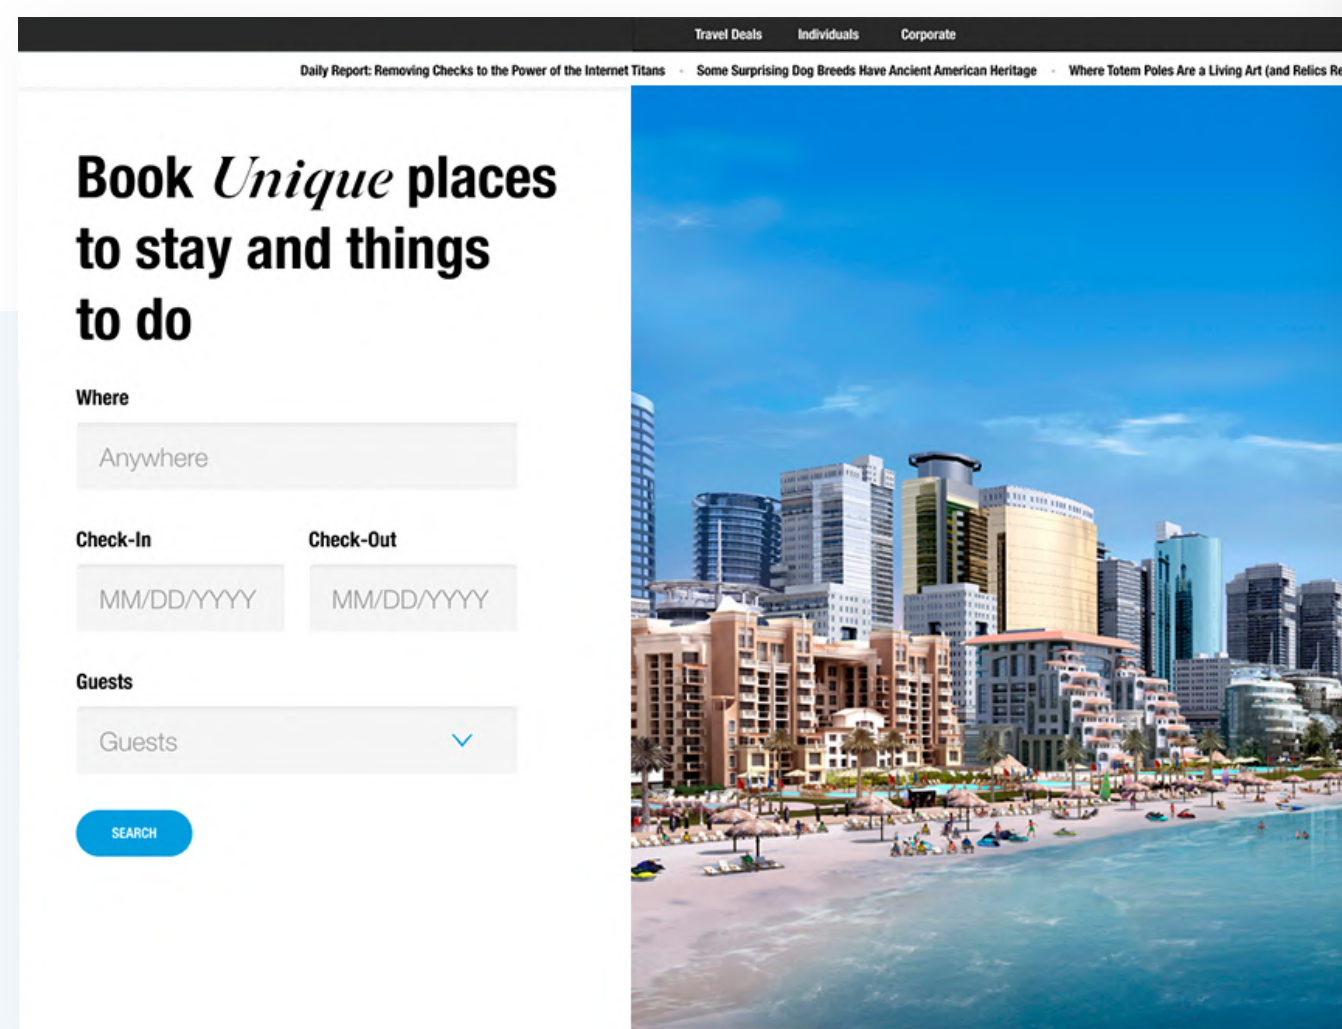 Travel Deals Individuals Corporate
Daily Report: Removing Checks to the Power of the Internet Titans - Some Surprising Dog Breeds Have Ancient American Heritage - Where Totem Poles Are a Living Art (and Relics Re
Book Unique places
to stay and things
to do
Where
Anywhere
Check-In Check-Out
MM/DD/YYYY MM/DD/YYYY
Guests
Guests
SEARCH